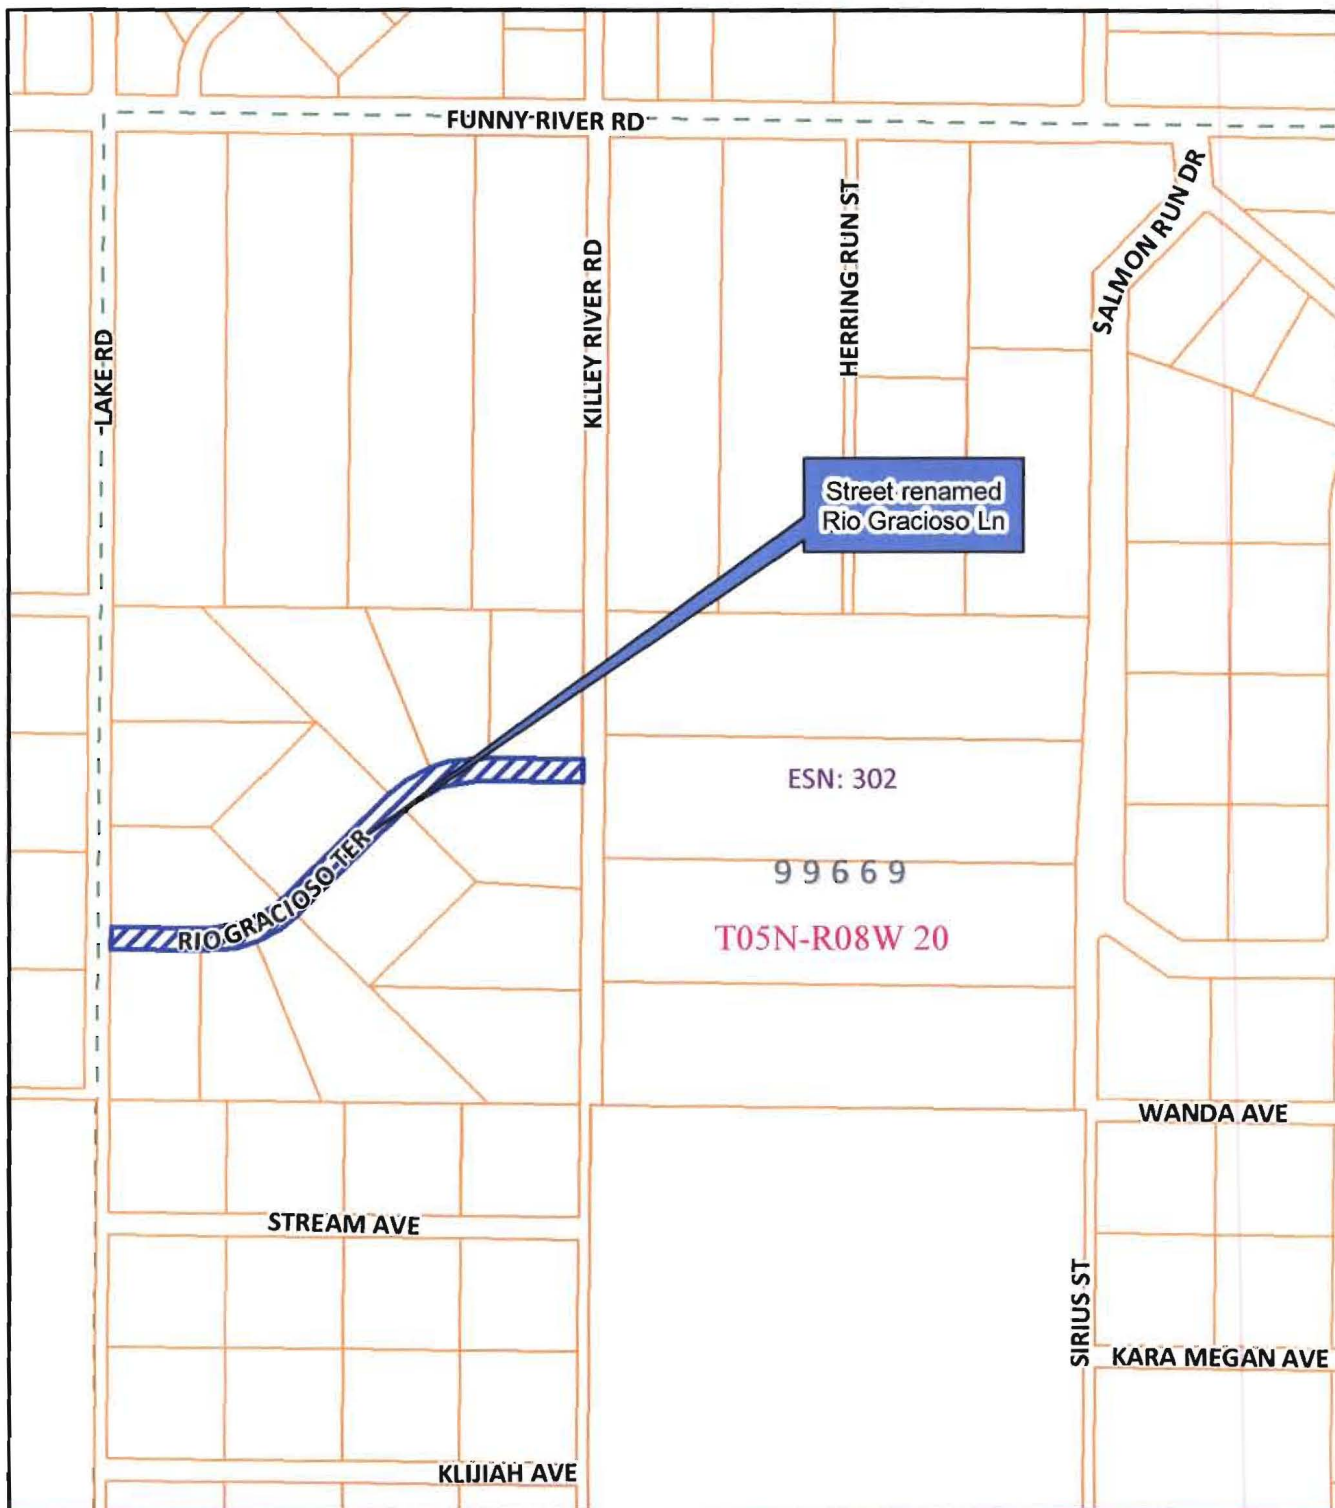 FUNNY RIVER RD
SALMON RUN DR
HERRING RUN ST
KILLEY RIVER RD
LAKE RD
Street renamed
Rio Gracioso Ln
ESN: 302
RIO GRACIOSO TER
99669
T05N-R08W 20
WANDA AVE
STREAM AVE
SIRIUS ST
KARA MEGAN AVE
KLIJIAH AVE